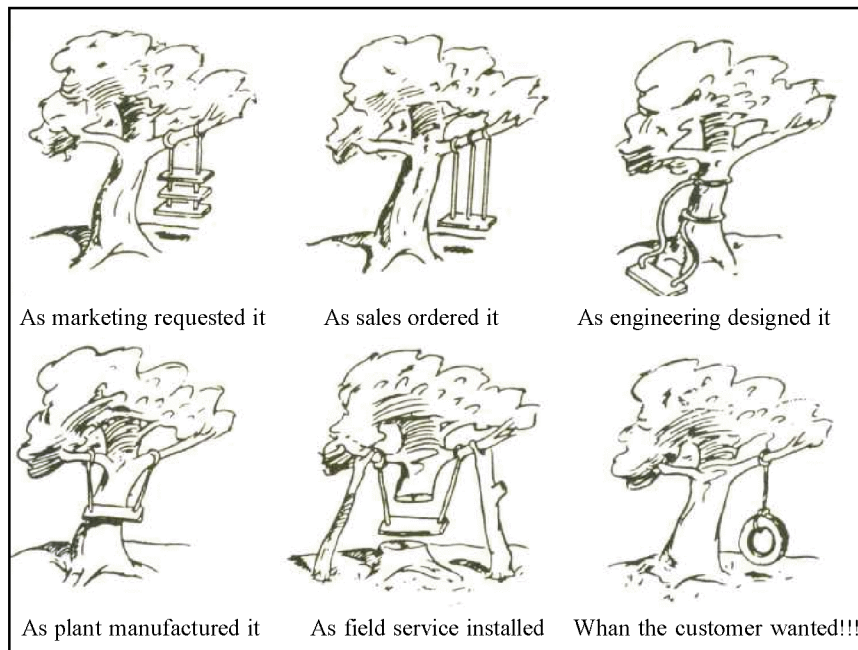 As marketing requested it
As sales ordered it
As engineering designed it
As plant manufactured it
As field service installed
Whan the customer wanted!!!